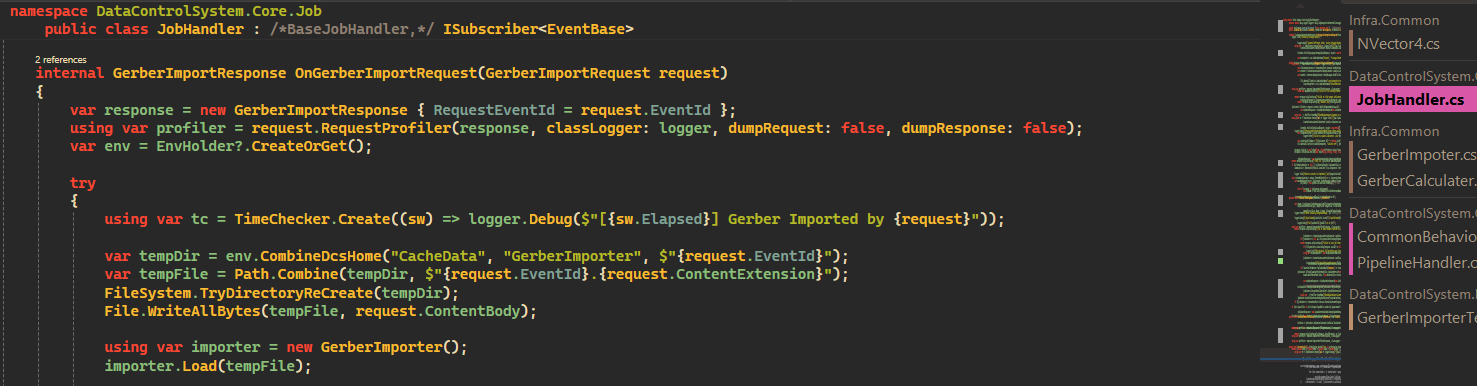 namespace DataControlSystem.Core.Job
public class JobHandler : /*BaseJobHandler,*/ ISubscriber<EventBase>
2 references
internal GerberImportResponse OnGerberImportRequest(GerberImportRequest request)
{
var response = new GerberImportResponse { RequestEventId = request.EventId };
using var profiler = request.RequestProfiler(response, classLogger: logger, dumpRequest: false, dumpResponse: false);
var env = EnvHolder?.CreateOrGet();
try
{
using var tc = TimeChecker.Create((sw) => logger.Debug($"[{sw.Elapsed}] Gerber Imported by {request}"));
var tempDir = env.CombineDcsHome("CacheData", "GerberImporter", $"{request.EventId}");
var tempFile = Path.Combine(tempDir, $"{request.EventId}.{request.ContentExtension}");
FileSystem.TryDirectoryReCreate(tempDir);
File.WriteAllBytes(tempFile, request.ContentBody);
using var importer = new GerberImporter();
importer.Load(tempFile);
Infra.Common
NVector4.cs
DataControlSystem.C
JobHandler.cs
Infra.Common
GerberImpoter.cs
GerberCalculater.
DataControlSystem.C
CommonBehavio
PipelineHandler.c
DataControlSystem.
GerberImporterTe